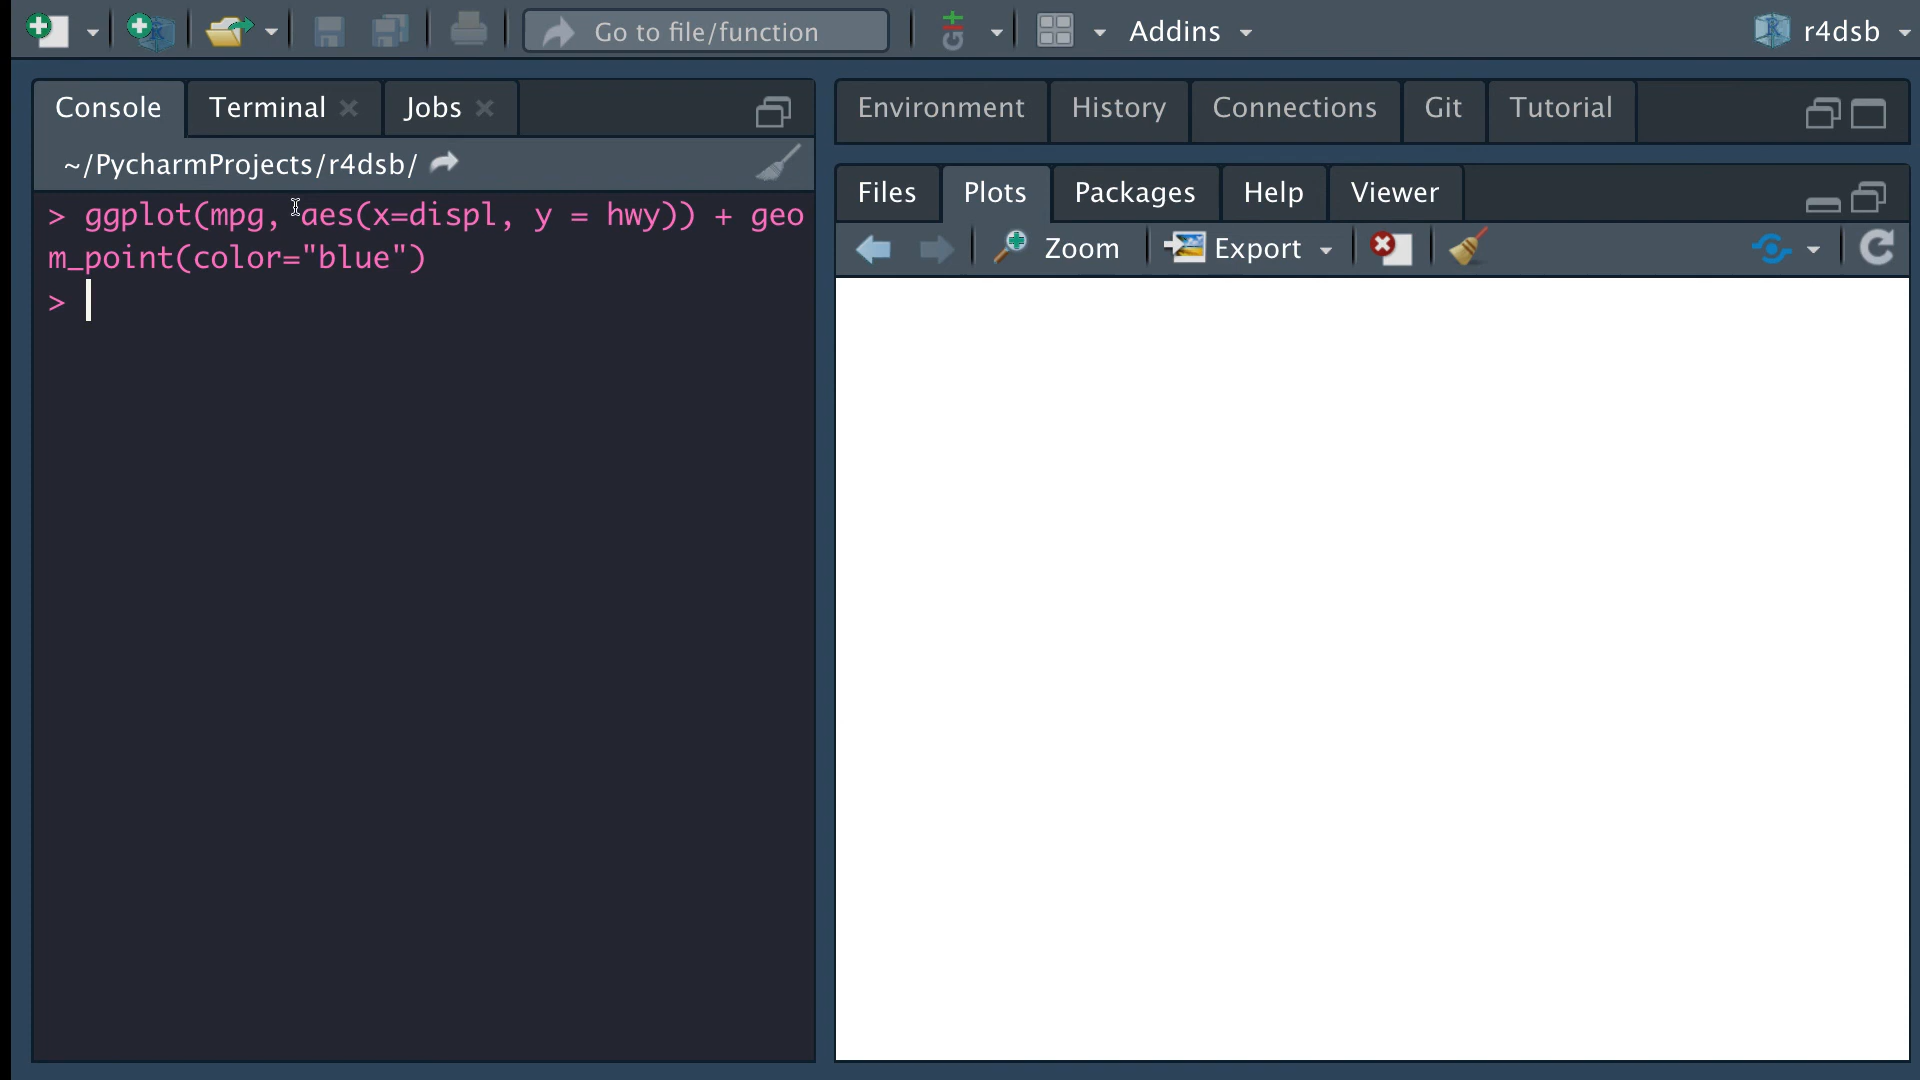 Go to file/function
Addins
r4dsb
Console
Terminal
Jobs
~/PycharmProjects/r4dsb/
> ggplot(mpg, aes(x=displ, y = hwy)) + geo
m_point(color="blue")
>
Environment
History
Connections
Git
Tutorial
Files
Plots
Packages
Help
Viewer
Zoom
Export